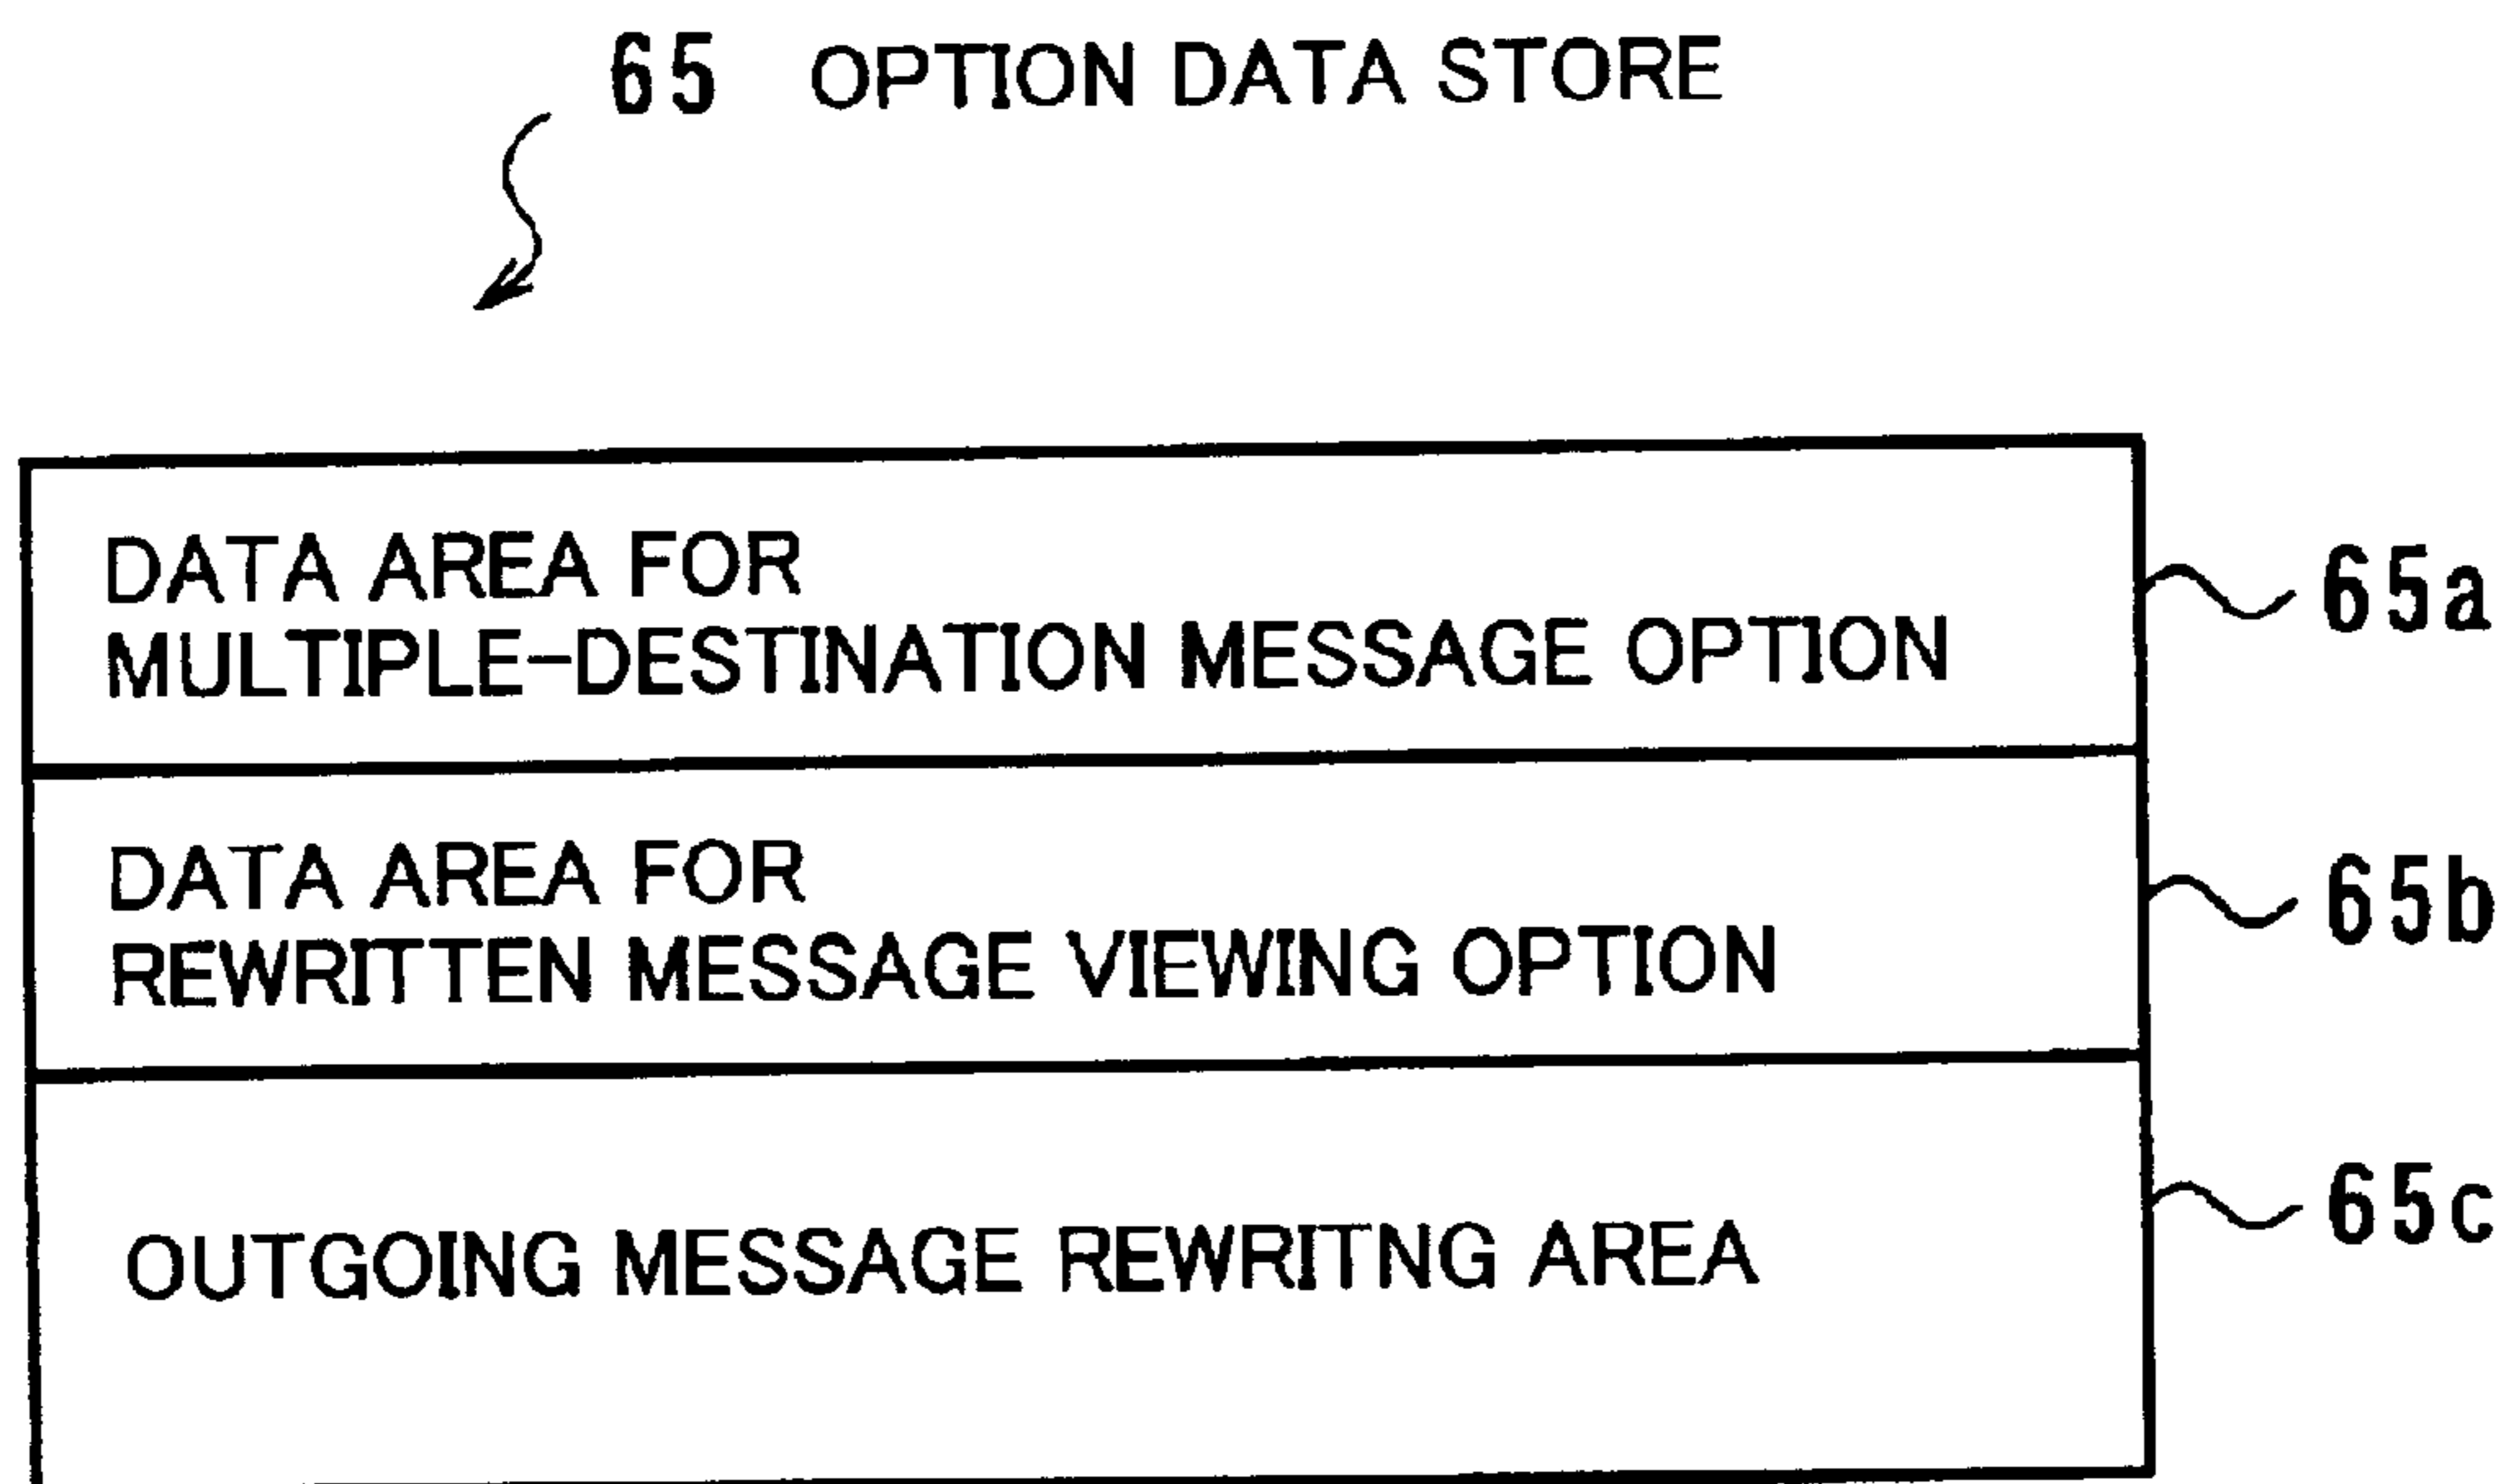 65 OPTION DATA STORE
DATA AREA FOR
MULTIPLE-DESTINATION MESSAGE OPTION
65a
DATA AREA FOR
REWRITTEN MESSAGE VIEWING OPTION
65b
65c
OUTGOING MESSAGE REWRITNG AREA